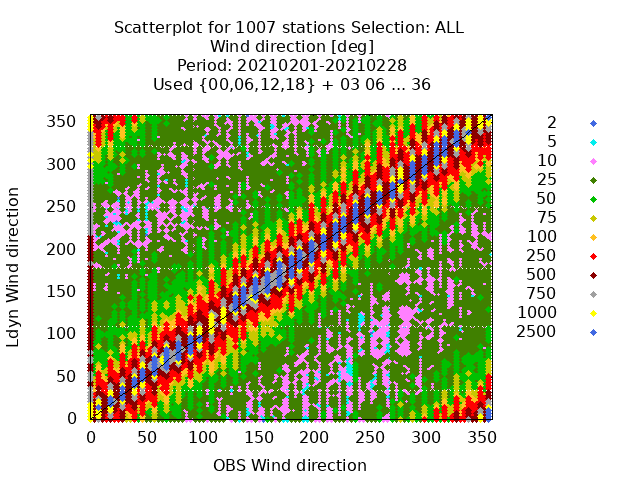 Scatterplot for 1007 stations Selection: ALL
Wind direction [deg]
Period: 20210201-20210228
Used {00,06,12,18} + 03 06 ... 36
350
300
250
200
150
100
50
0
Ldyn Wind direction
0 50 100 150 200 250 300 350
OBS Wind direction
2
5
10
25
50
75
100
250
500
750
1000
2500